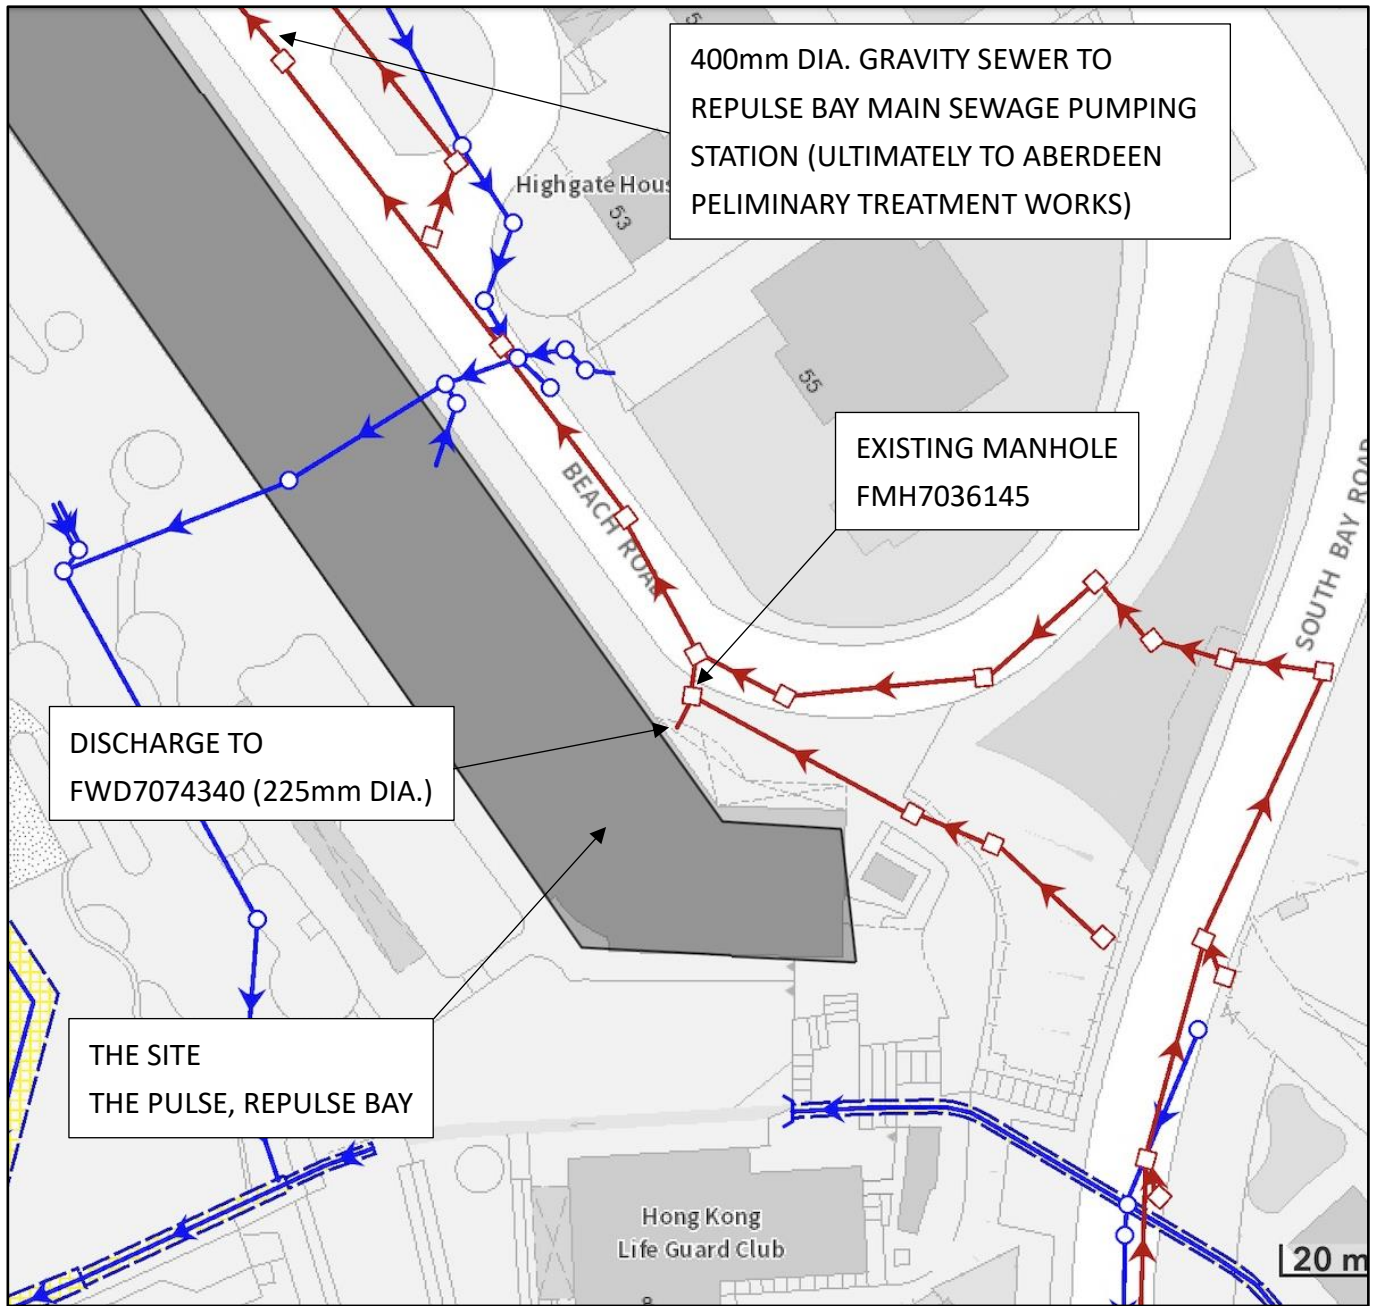 5
400mm DIA. GRAVITY SEWER TO
REPULSE BAY MAIN SEWAGE PUMPING
STATION (ULTIMATELY TO ABERDEEN
PELIMINARY TREATMENT WORKS)
Highgate Hous
53
55
EXISTING MANHOLE
FMH7036145
BEACH ROAD
SOUTH BAY ROAD
DISCHARGE TO
FWD7074340 (225mm DIA.)
THE SITE
THE PULSE, REPULSE BAY
Hong Kong
Life Guard Club
20 m